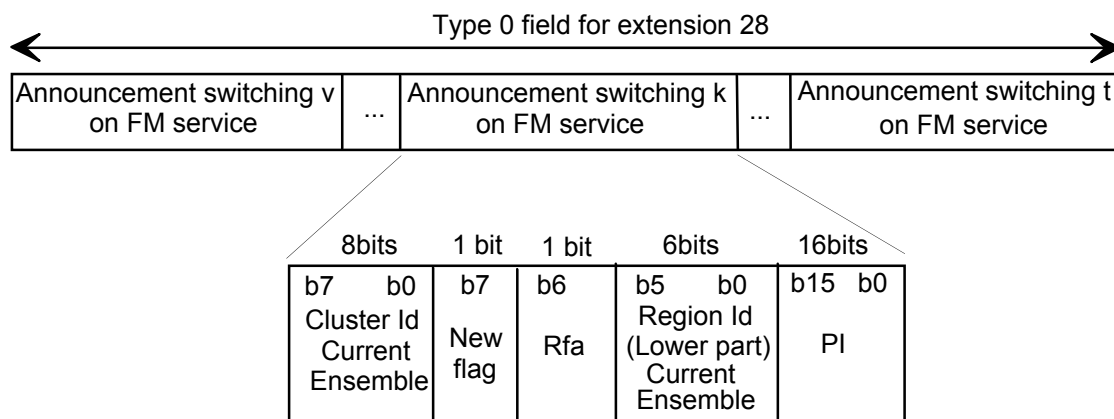 Type 0 field for extension 28
Announcement switching v
on FM service
...
Announcement switching k
on FM service
...
Announcement switching t
on FM service
8bits
1 bit
1 bit
6bits
16bits
b7 b0
Cluster Id
Current
Ensemble
b7
New
flag
b6
Rfa
b5 b0
Region Id
(Lower part)
Current
Ensemble
b15 b0
PI